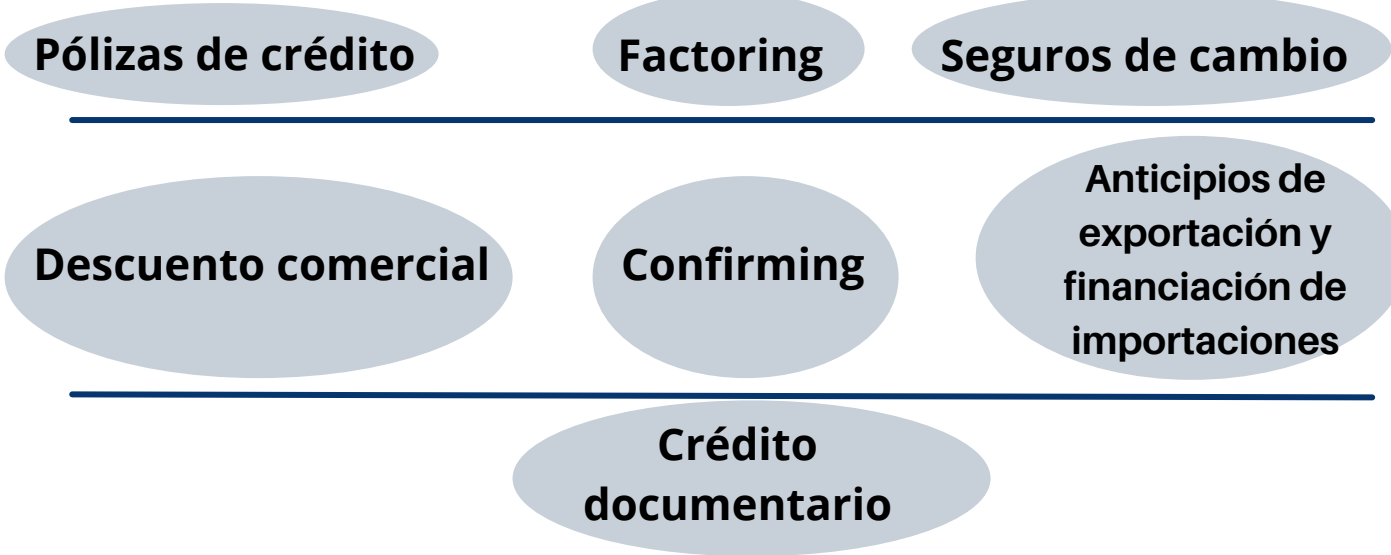 Pólizas de crédito
Factoring
Seguros de cambio
Descuento comercial
Confirming
Anticipios de
exportación y
financiación de
importaciones
Crédito
documentario